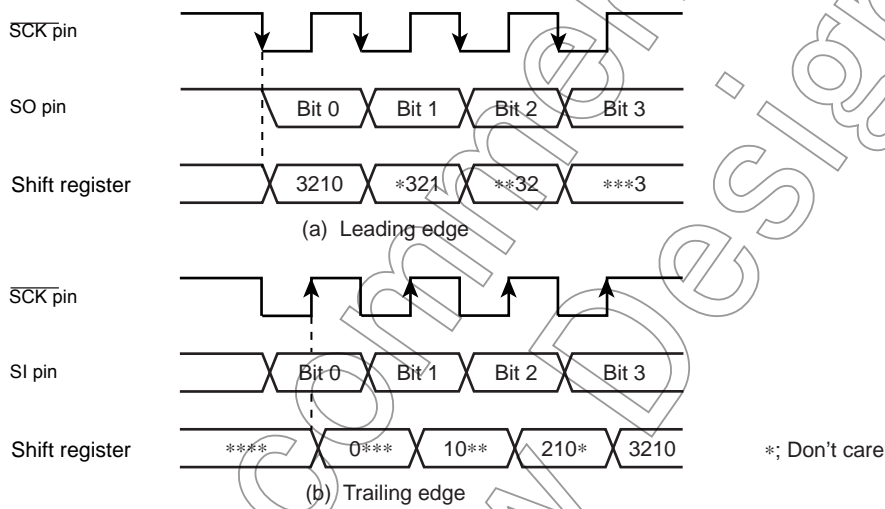 SCK pin
SO pin Bit 0 Bit 1 Bit 2 Bit 3
Shift register 3210 *321 **32 ***3
(a) Leading edge
SCK pin
SI pin Bit 0 Bit 1 Bit 2 Bit 3
Shift register **** 0*** 10** 210* 3210 *; Don't care
(b) Trailing edge